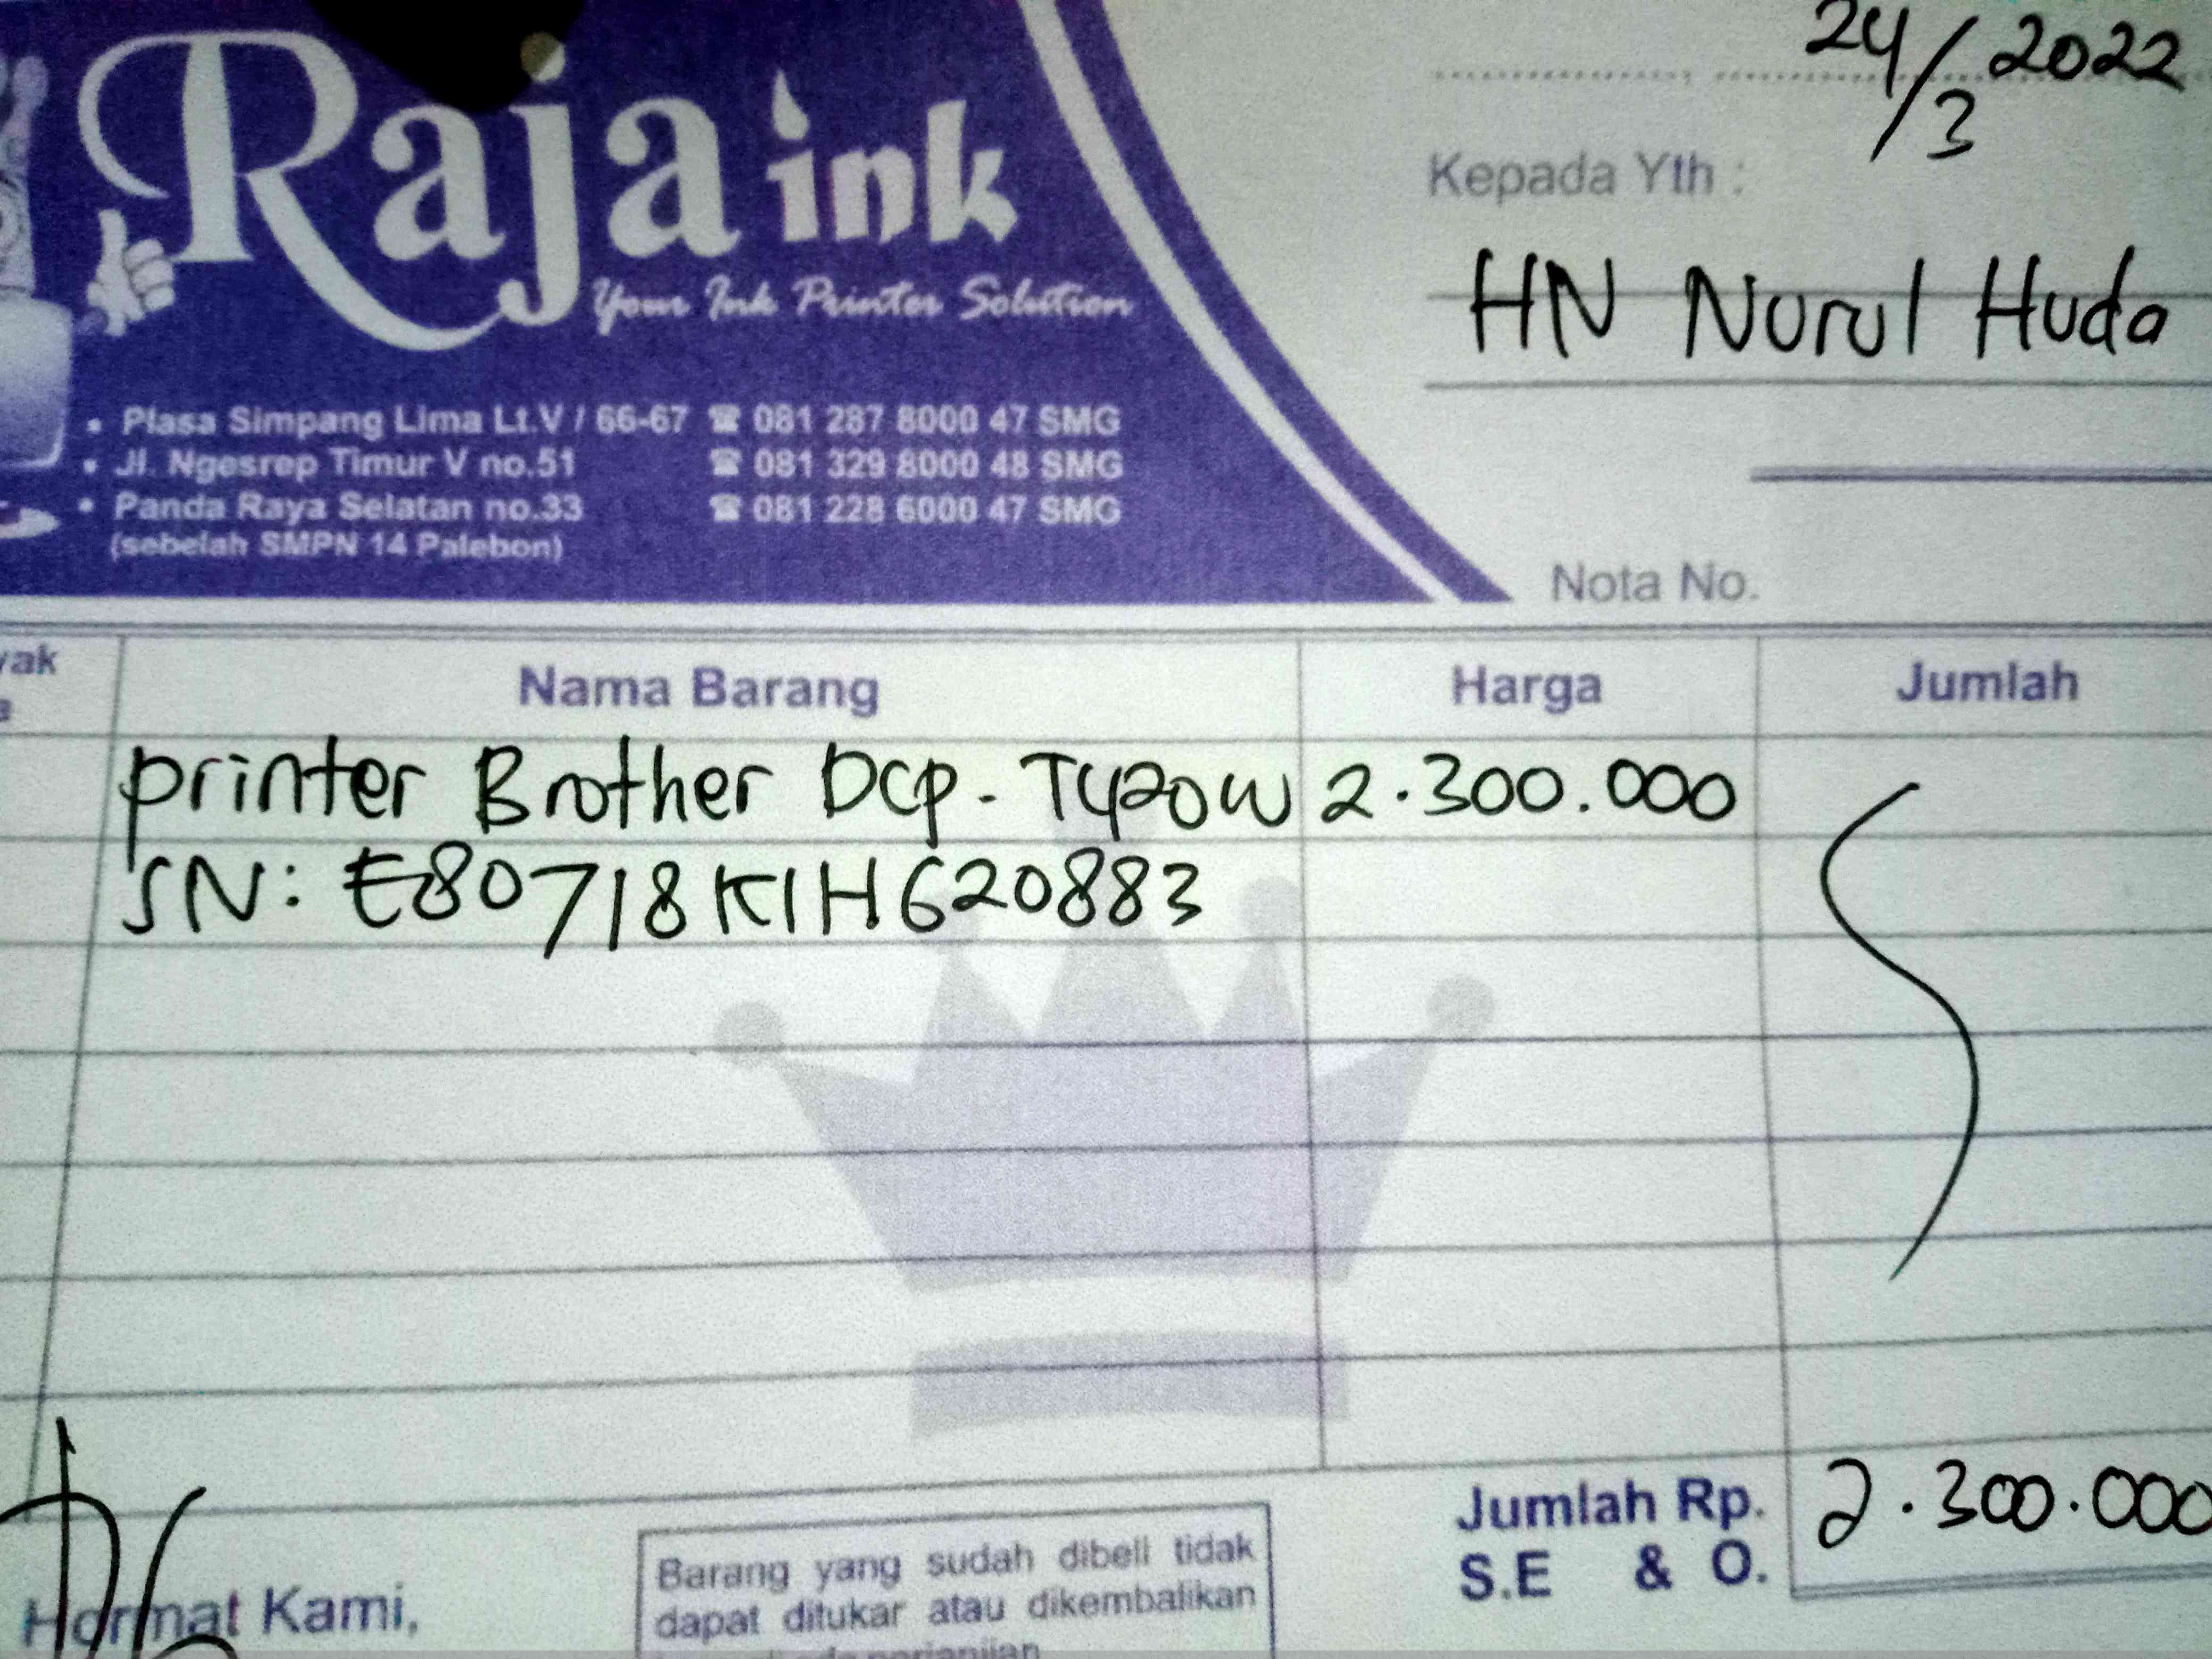 Raja ink
Your Ink Printer Solution
• Plasa Simpang Lima Lt.V / 66-67 ☎ 081 287 8000 47 SMG
• Jl. Ngesrep Timur V no.51 ☎ 081 329 8000 48 SMG
• Panda Raya Selatan no.33 ☎ 081 228 6000 47 SMG
(sebelah SMPN 14 Palebon)
24/3 2022
Kepada Yth :
HN Nurul Huda
Nota No.
Nama Barang Harga Jumlah
printer Brother Dcp - T420W 2.300.000
SN: E80718K1H620883
Jumlah Rp. 2.300.000
S.E & O.
Hormat Kami,
Barang yang sudah dibeli tidak
dapat ditukar atau dikembalikan